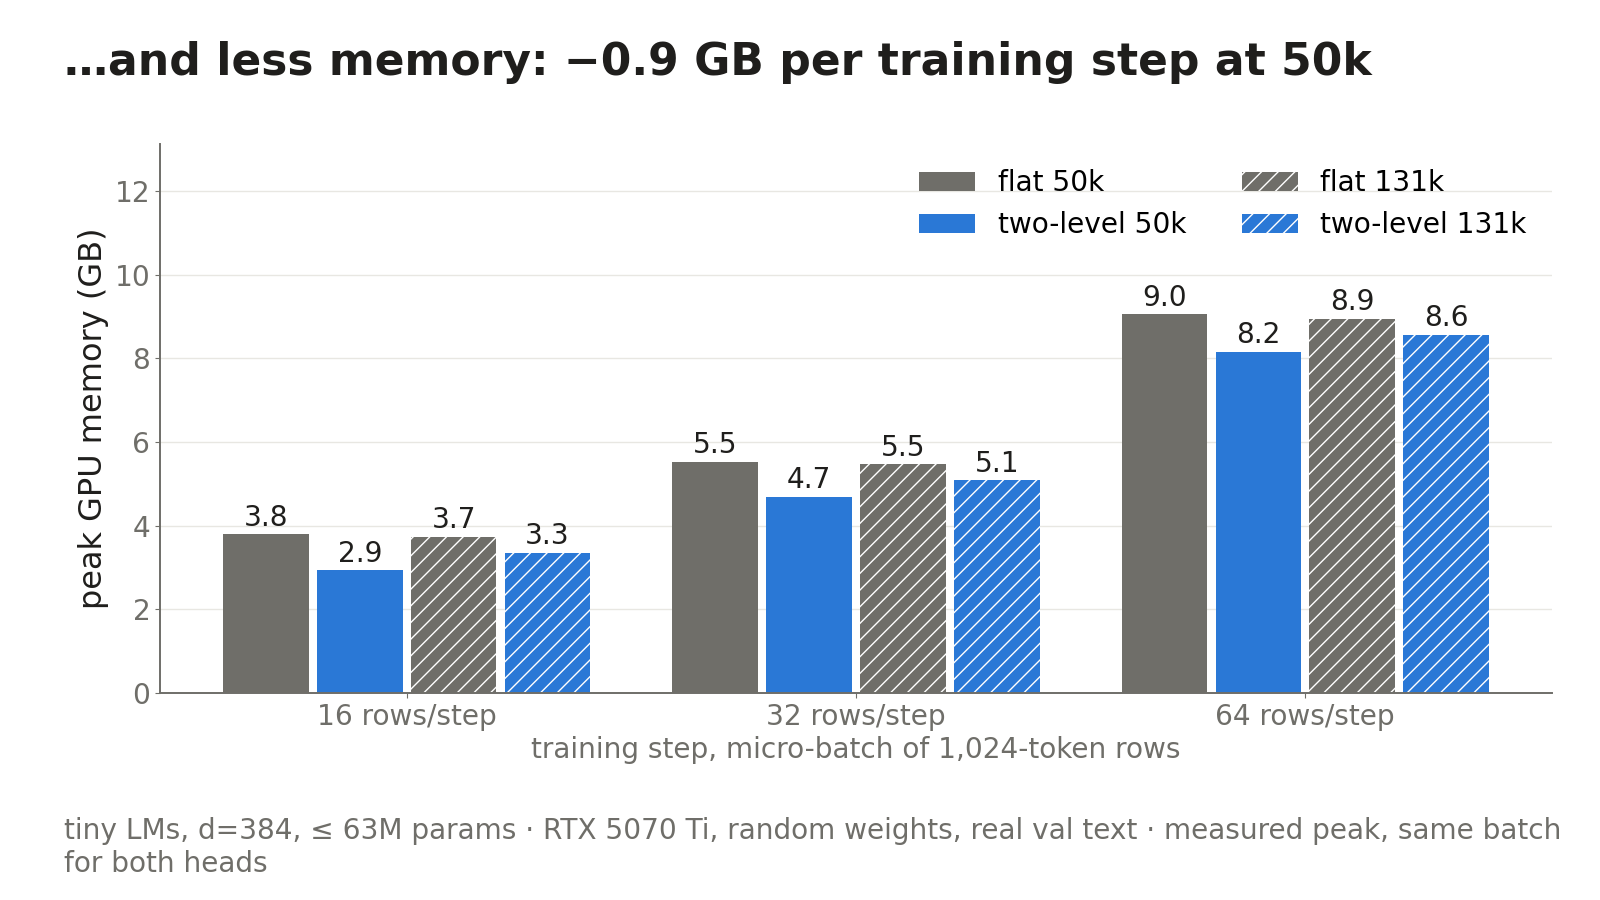 …and less memory: −0.9 GB per training step at 50k
peak GPU memory (GB)
12
10
8
6
4
2
0
flat 50k
two-level 50k
flat 131k
two-level 131k
3.8
2.9
3.7
3.3
5.5
4.7
5.5
5.1
9.0
8.2
8.9
8.6
16 rows/step
32 rows/step
64 rows/step
training step, micro-batch of 1,024-token rows
tiny LMs, d=384, ≤ 63M params · RTX 5070 Ti, random weights, real val text · measured peak, same batch
for both heads